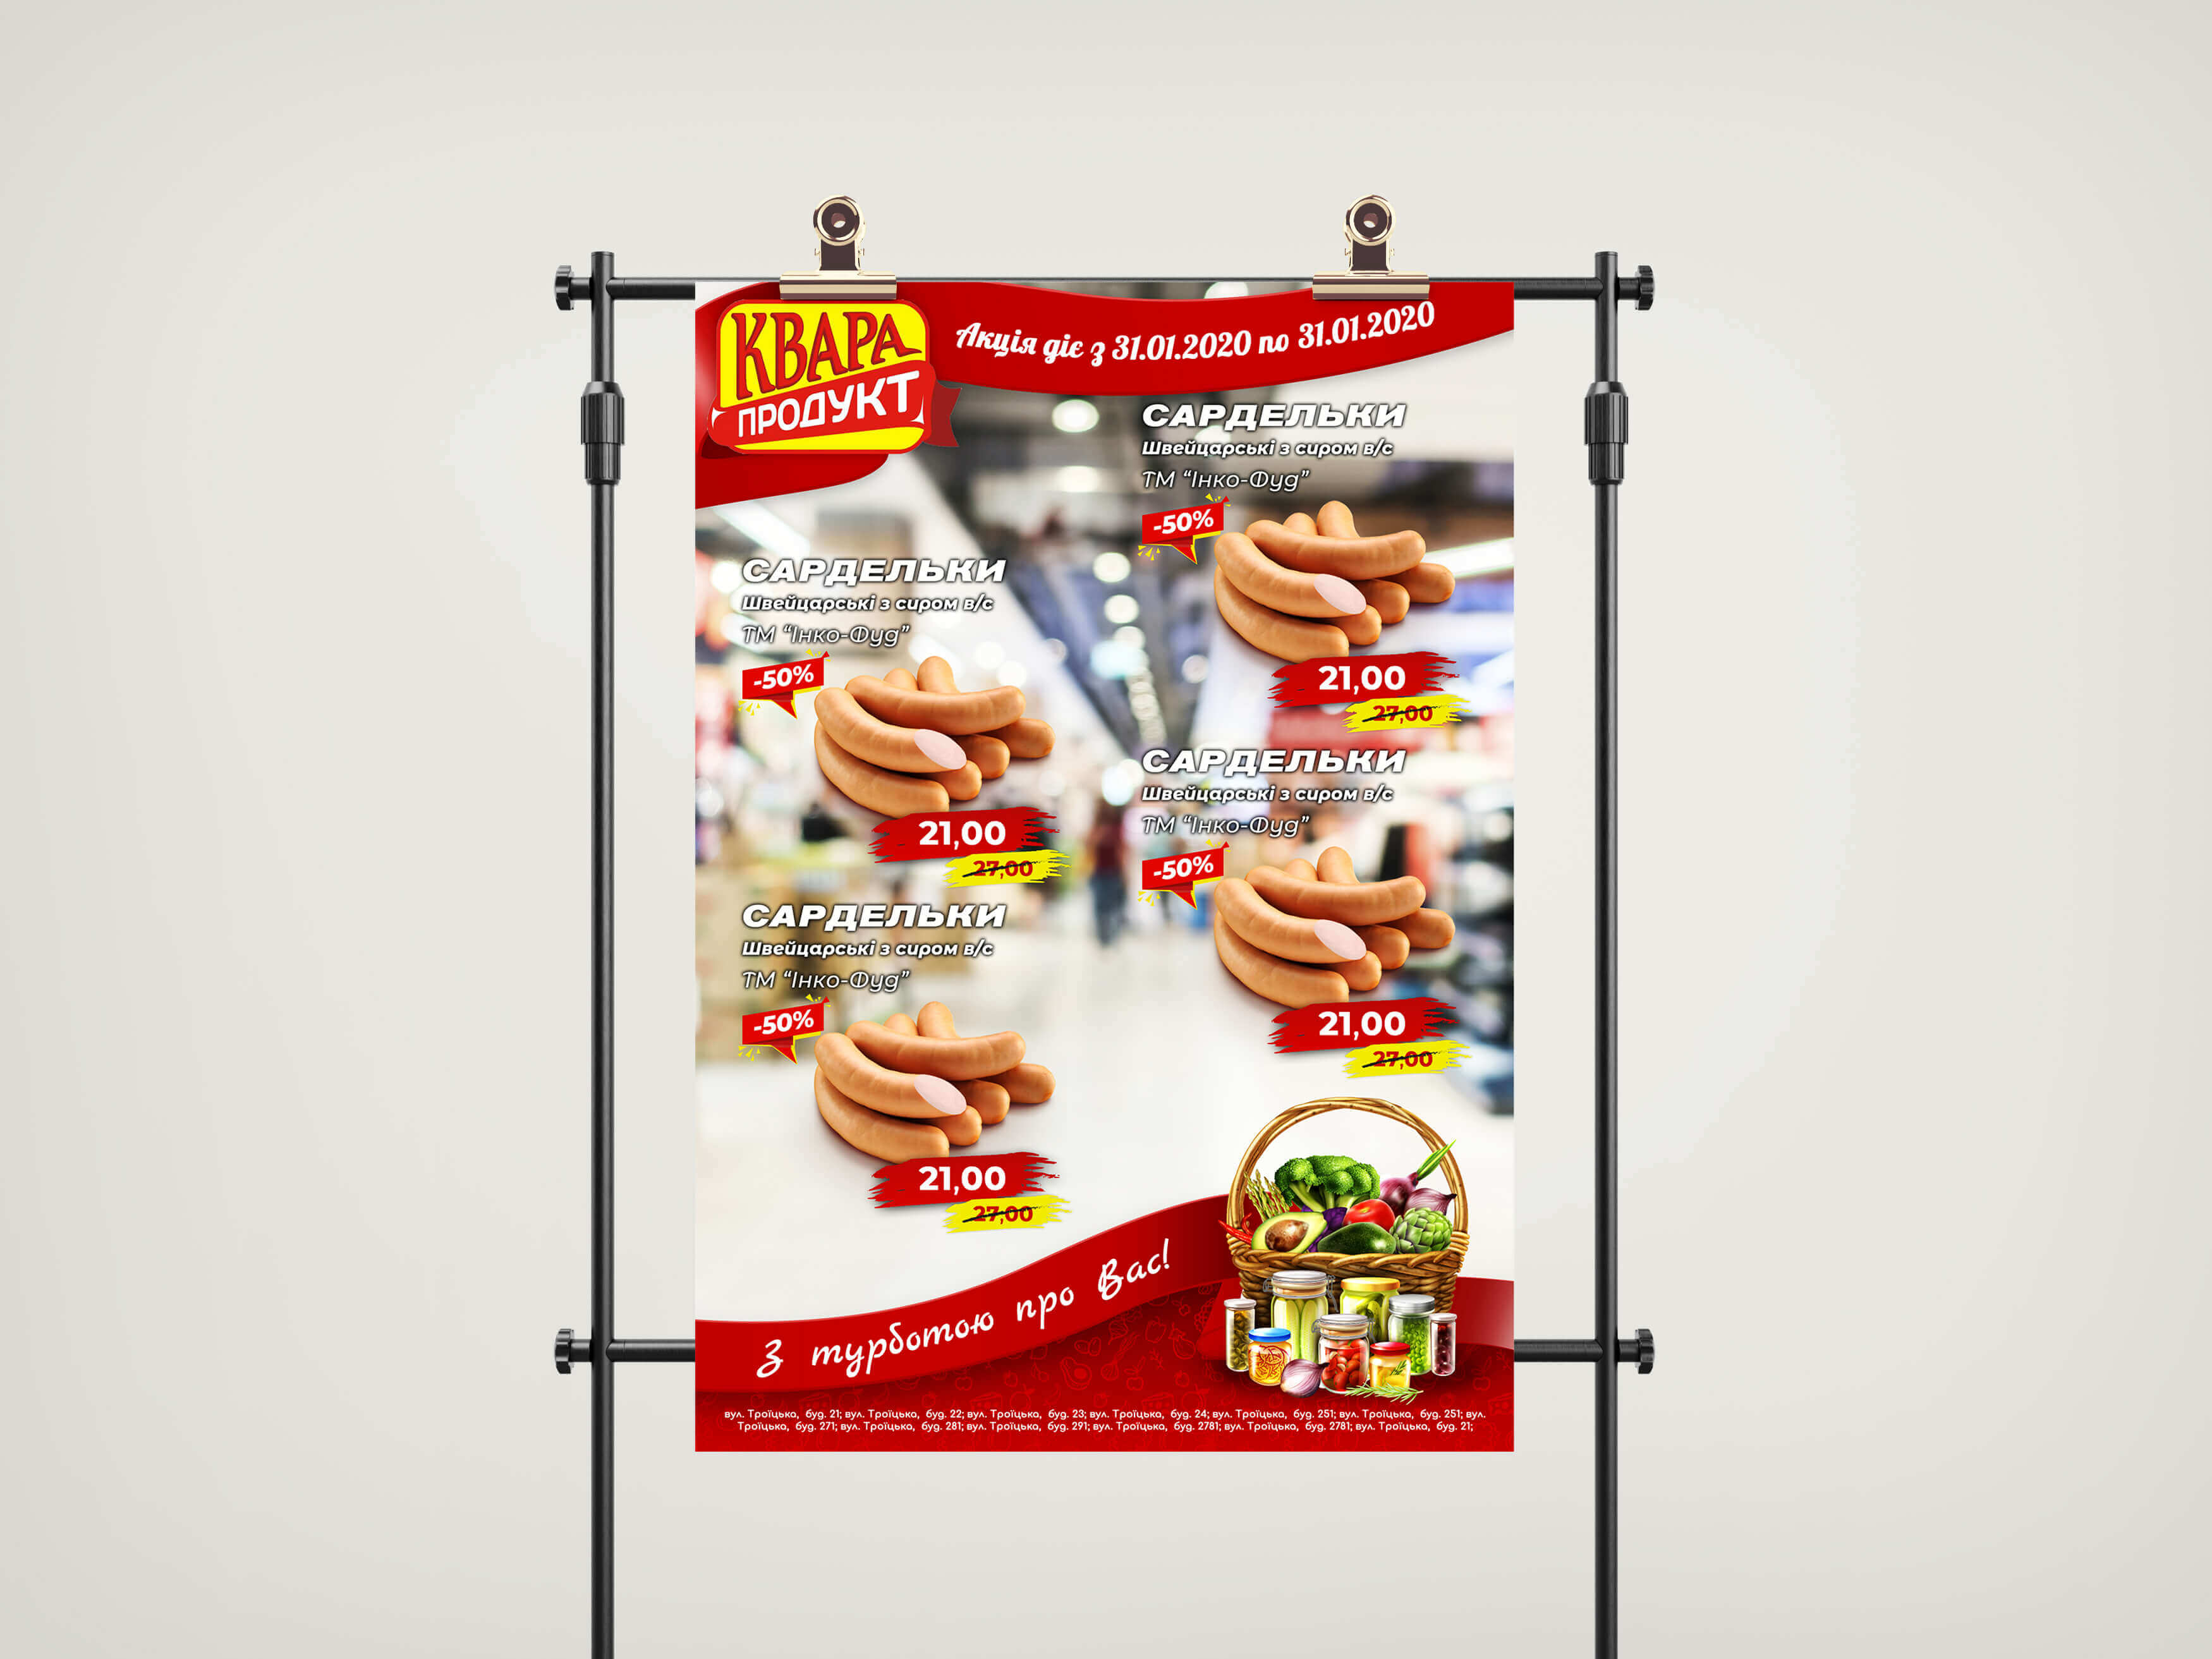 КВАРА
ПРОДУКТ
Акція діє з 31.01.2020 по 31.01.2020
САРДЕЛЬКИ
Швейцарські з сиром в/с
ТМ “Інко-Фуд”
-50%
21,00
27,00
САРДЕЛЬКИ
Швейцарські з сиром в/с
ТМ “Інко-Фуд”
-50%
21,00
27,00
САРДЕЛЬКИ
Швейцарські з сиром в/с
ТМ “Інко-Фуд”
-50%
21,00
27,00
САРДЕЛЬКИ
Швейцарські з сиром в/с
ТМ “Інко-Фуд”
-50%
21,00
27,00
З турботою про Вас!
вул. Троїцька, буд. 21; вул. Троїцька, буд. 22; вул. Троїцька, буд. 23; вул. Троїцька, буд. 24; вул. Троїцька, буд. 251; вул. Троїцька, буд. 251; вул.
Троїцька, буд. 271; вул. Троїцька, буд. 281; вул. Троїцька, буд. 291; вул. Троїцька, буд. 2781; вул. Троїцька, буд. 2781; вул. Троїцька, буд. 21;